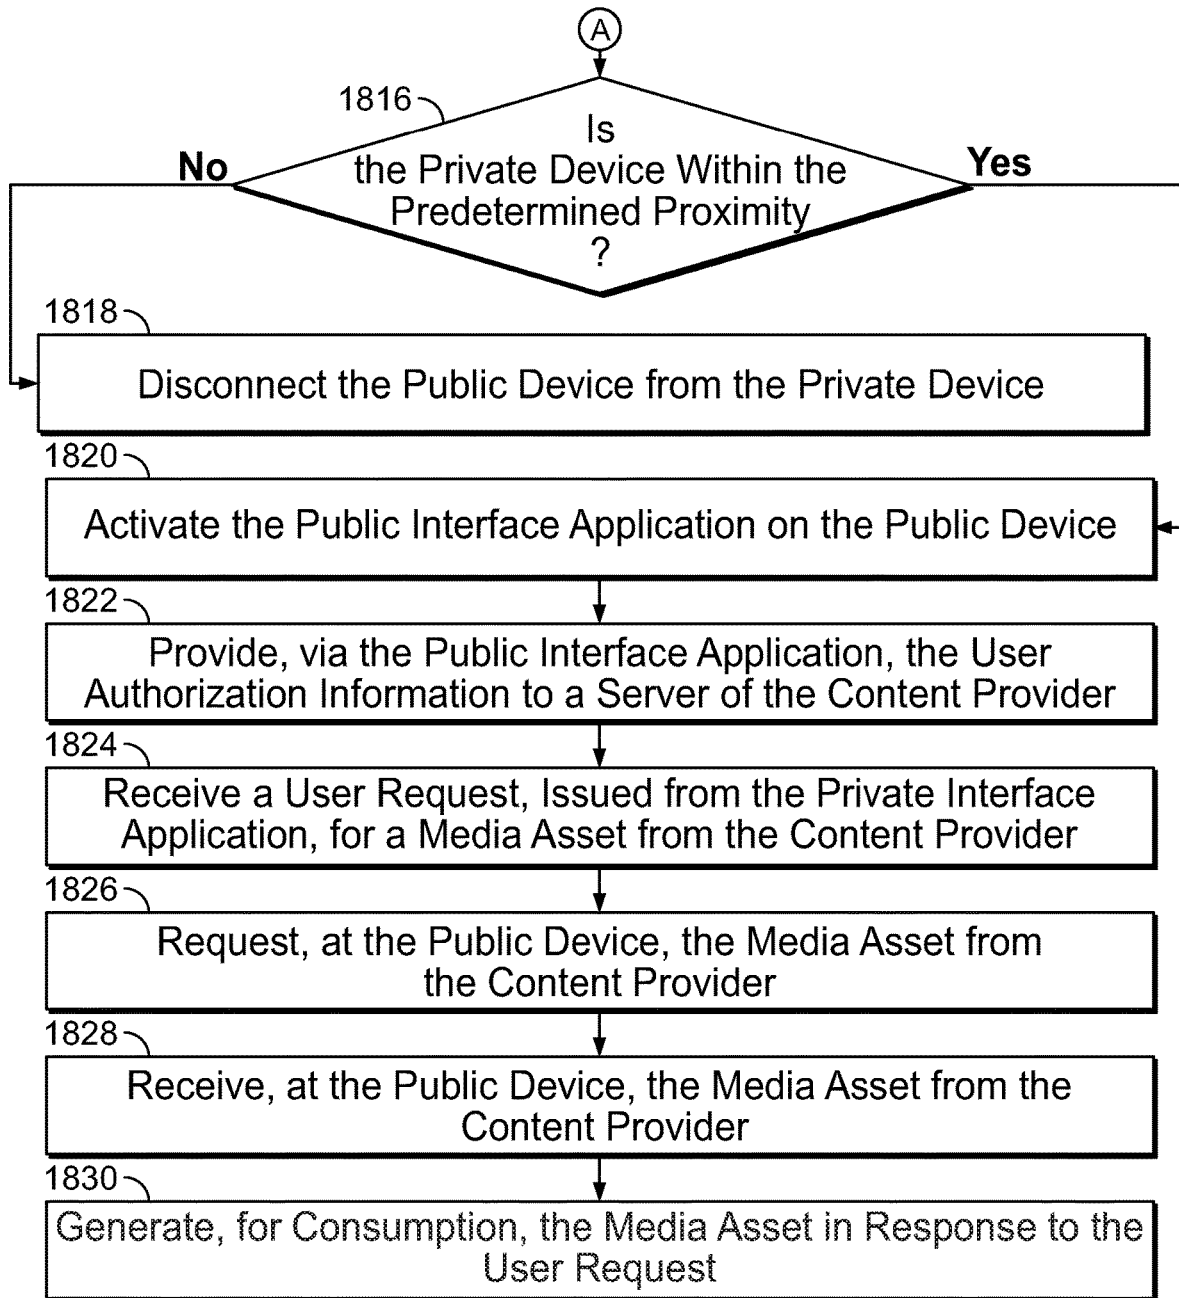 A
1816
Is
the Private Device Within the
Predetermined Proximity
?
No
Yes
1818
Disconnect the Public Device from the Private Device
1820
Activate the Public Interface Application on the Public Device
1822
Provide, via the Public Interface Application, the User
Authorization Information to a Server of the Content Provider
1824
Receive a User Request, Issued from the Private Interface
Application, for a Media Asset from the Content Provider
1826
Request, at the Public Device, the Media Asset from
the Content Provider
1828
Receive, at the Public Device, the Media Asset from the
Content Provider
1830
Generate, for Consumption, the Media Asset in Response to the
User Request